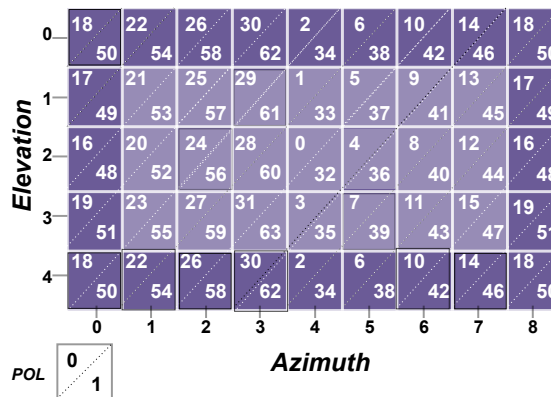 0 18 22 26 30 2 6 10 14 18
50 54 58 62 34 38 42 46 50
1 17 21 25 29 1 5 9 13 17
49 53 57 61 33 37 41 45 49
2 16 20 24 28 0 4 8 12 16
48 52 56 60 32 36 40 44 48
3 19 23 27 31 3 7 11 15 19
51 55 59 63 35 39 43 47 51
4 18 22 26 30 2 6 10 14 18
50 54 58 62 34 38 42 46 50
0 1 2 3 4 5 6 7 8
Elevation
Azimuth
POL
0
1